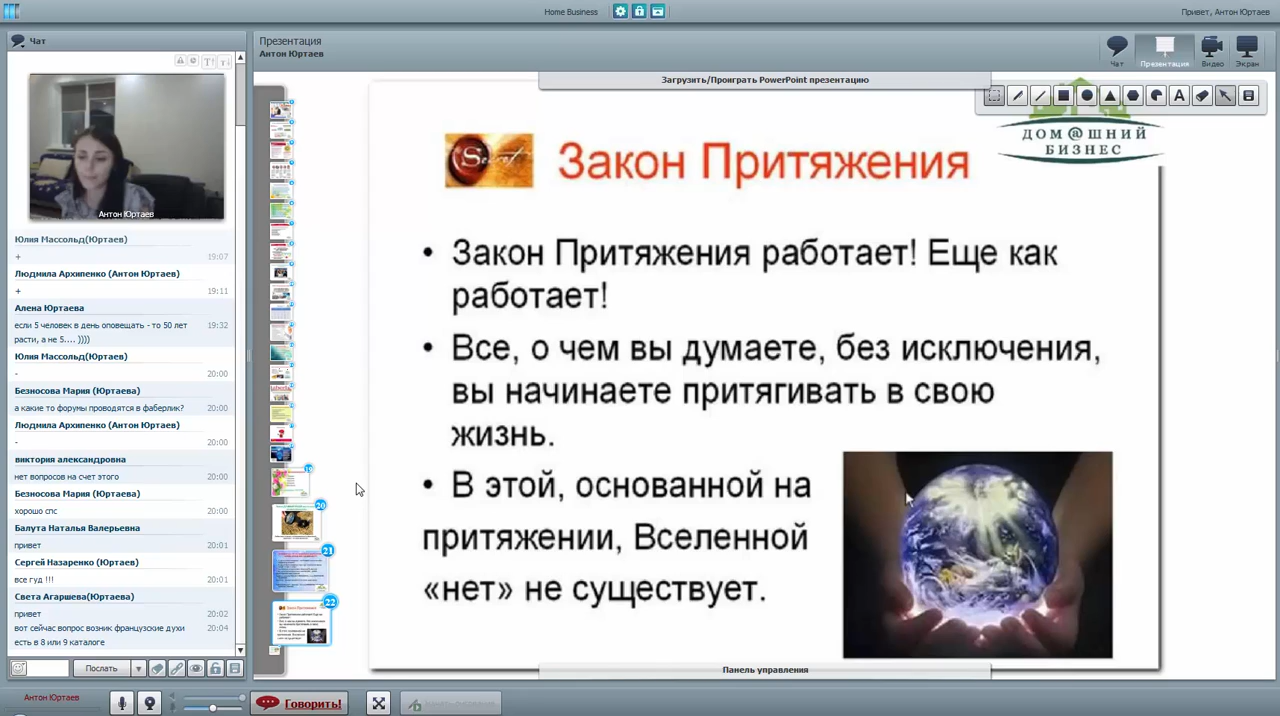 Home Business
Привет, Антон Юртаев
Чат
Антон Юртаев
Юлия Массольд(Юртаев)
-
19:07
Людмила Архипенко (Антон Юртаев)
+
19:11
Алена Юртаева
если 5 человек в день оповещать - то 50 лет
19:32
расти, а не 5.... ))))
Юлия Массольд(Юртаев)
-
20:00
Безносова Мария (Юртаева)
а какие то форумы проводятся в фаберлик?
20:00
Людмила Архипенко (Антон Юртаев)
20:00
виктория александровна
нет вопросов на счет этого
20:00
Безносова Мария (Юртаева)
хорошо спс
20:00
Балута Наталья Валерьевна
привет
20:01
Сергей Назаренко (Юртаев)
все гуд !!!
20:01
Света Агаршева(Юртаева)
привет
20:02
вот сейчас вопрос возник французские духи
20:04
есть в 8 или 9 каталоге
Послать
Антон Юртаев
Говорить!
Презентация
Антон Юртаев
Чат
Презентация
Видео
Экран
Загрузить/Проиграть PowerPoint презентацию
ДОМ@ШНИЙ
БИЗНЕС
Secret
Закон Притяжения
• Закон Притяжения работает! Еще как
работает!
• Все, о чем вы думаете, без исключения,
вы начинаете притягивать в свою
жизнь.
• В этой, основанной на
притяжении, Вселенной
«нет» не существует.
20
21
22
Панель управления